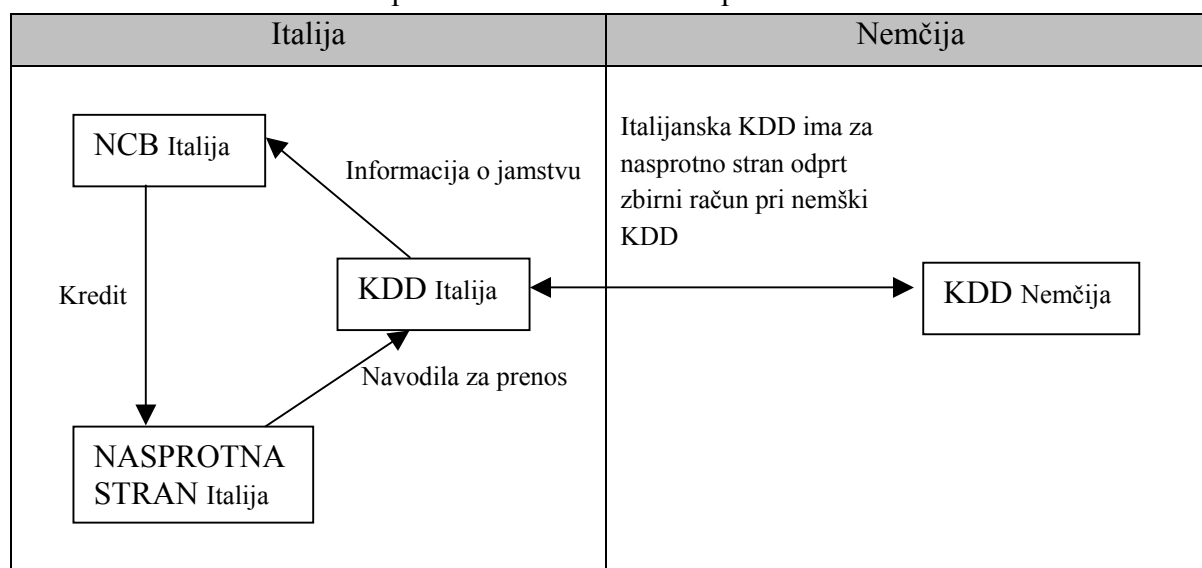 Italija
Nemčija
NCB Italija
Informacija o jamstvu
Italijanska KDD ima za
nasprotno stran odprt
zbirni račun pri nemški
KDD
Kredit
KDD Italija
KDD Nemčija
Navodila za prenos
NASPROTNA
STRAN Italija